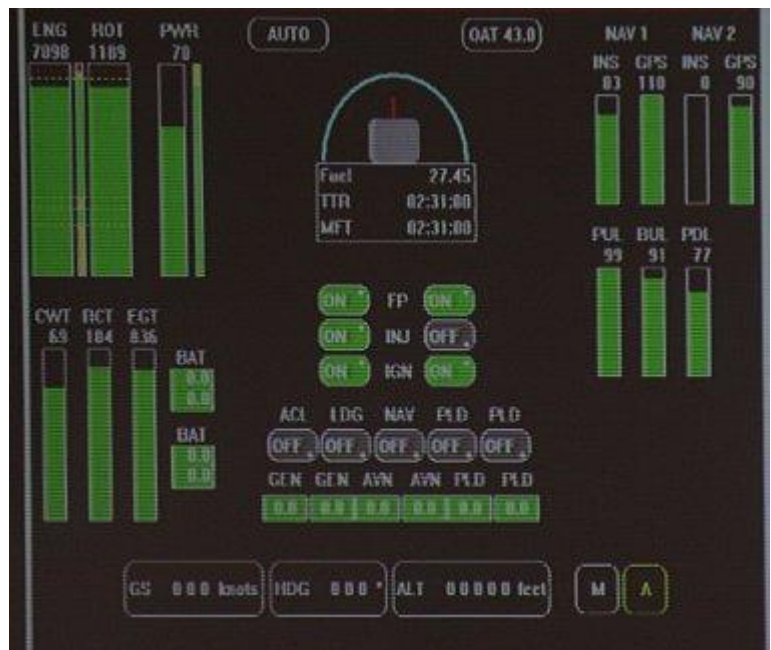 ENG ROT PWR
7098 1189 70
AUTO
OAT 43.0
NAV 1 NAV 2
INS GPS INS GPS
83 110 0 90
Fuel 27.45
TTR 02:31:00
MFT 02:31:00
PUL BUL PDL
99 91 77
ON FP ON
ON INJ OFF
ON IGN ON
CWT RCT EGT
69 104 836
BAT
0.0
0.0
BAT
0.0
0.0
ACL LDG NAV PLD PLD
OFF OFF OFF OFF OFF
GEN GEN AVN AVN PLD PLD
0.0 0.0 0.0 0.0 0.0 0.0
GS 000 knots HDG 000 ° ALT 00000 feet M A